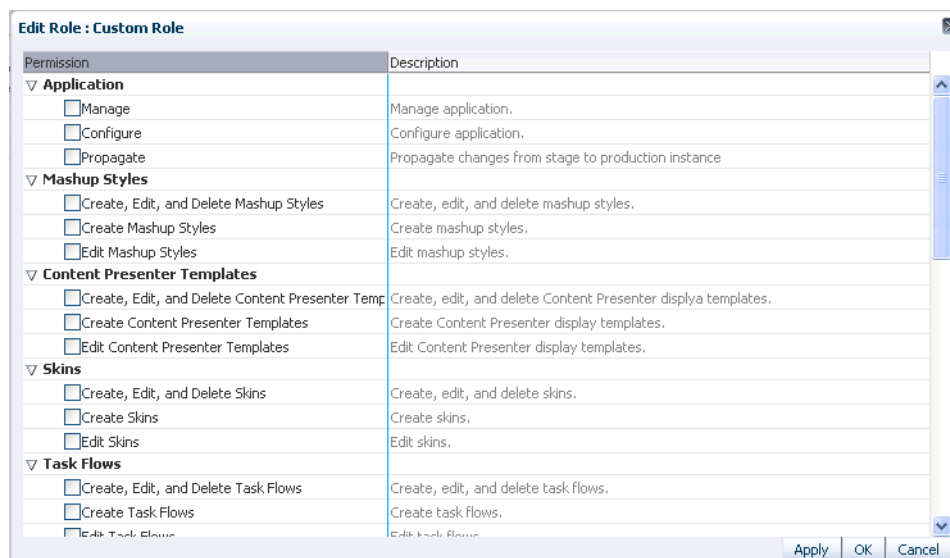 Edit Role : Custom Role
Permission Description
Application
Manage Manage application.
Configure Configure application.
Propagate Propagate changes from stage to production instance
Mashup Styles
Create, Edit, and Delete Mashup Styles Create, edit, and delete mashup styles.
Create Mashup Styles Create mashup styles.
Edit Mashup Styles Edit mashup styles.
Content Presenter Templates
Create, Edit, and Delete Content Presenter Temp Create, edit, and delete Content Presenter displya templates.
Create Content Presenter Templates Create Content Presenter display templates.
Edit Content Presenter Templates Edit Content Presenter display templates.
Skins
Create, Edit, and Delete Skins Create, edit, and delete skins.
Create Skins Create skins.
Edit Skins Edit skins.
Task Flows
Create, Edit, and Delete Task Flows Create, edit, and delete task flows.
Create Task Flows Create task flows.
Edit Task Flows Edit task flows
Apply OK Cancel